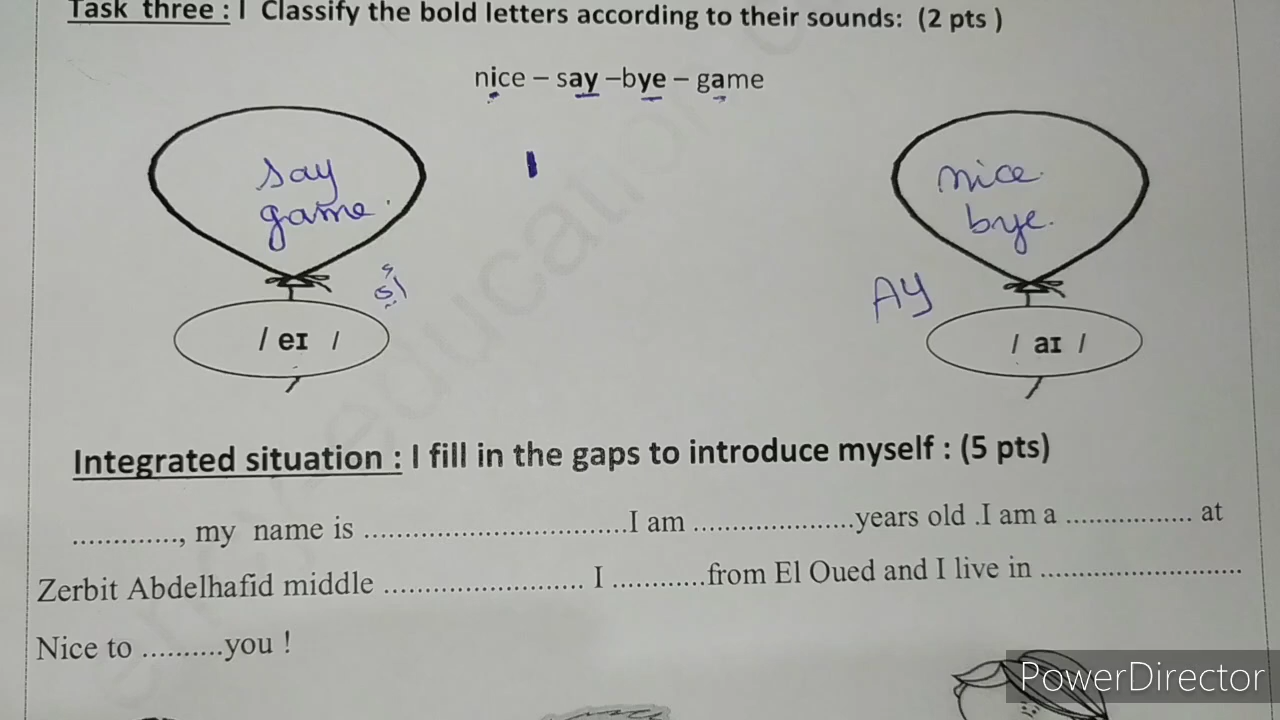 Task three : I Classify the bold letters according to their sounds: (2 pts )
nice – say –bye – game
say
game.
nice.
bye.
أي
AY
/ eɪ /
/ aɪ /
Integrated situation : I fill in the gaps to introduce myself : (5 pts)
............., my name is .................................I am ....................years old .I am a ................ at
Zerbit Abdelhafid middle ......................... I ............from El Oued and I live in .........................
Nice to ..........you !
PowerDirector